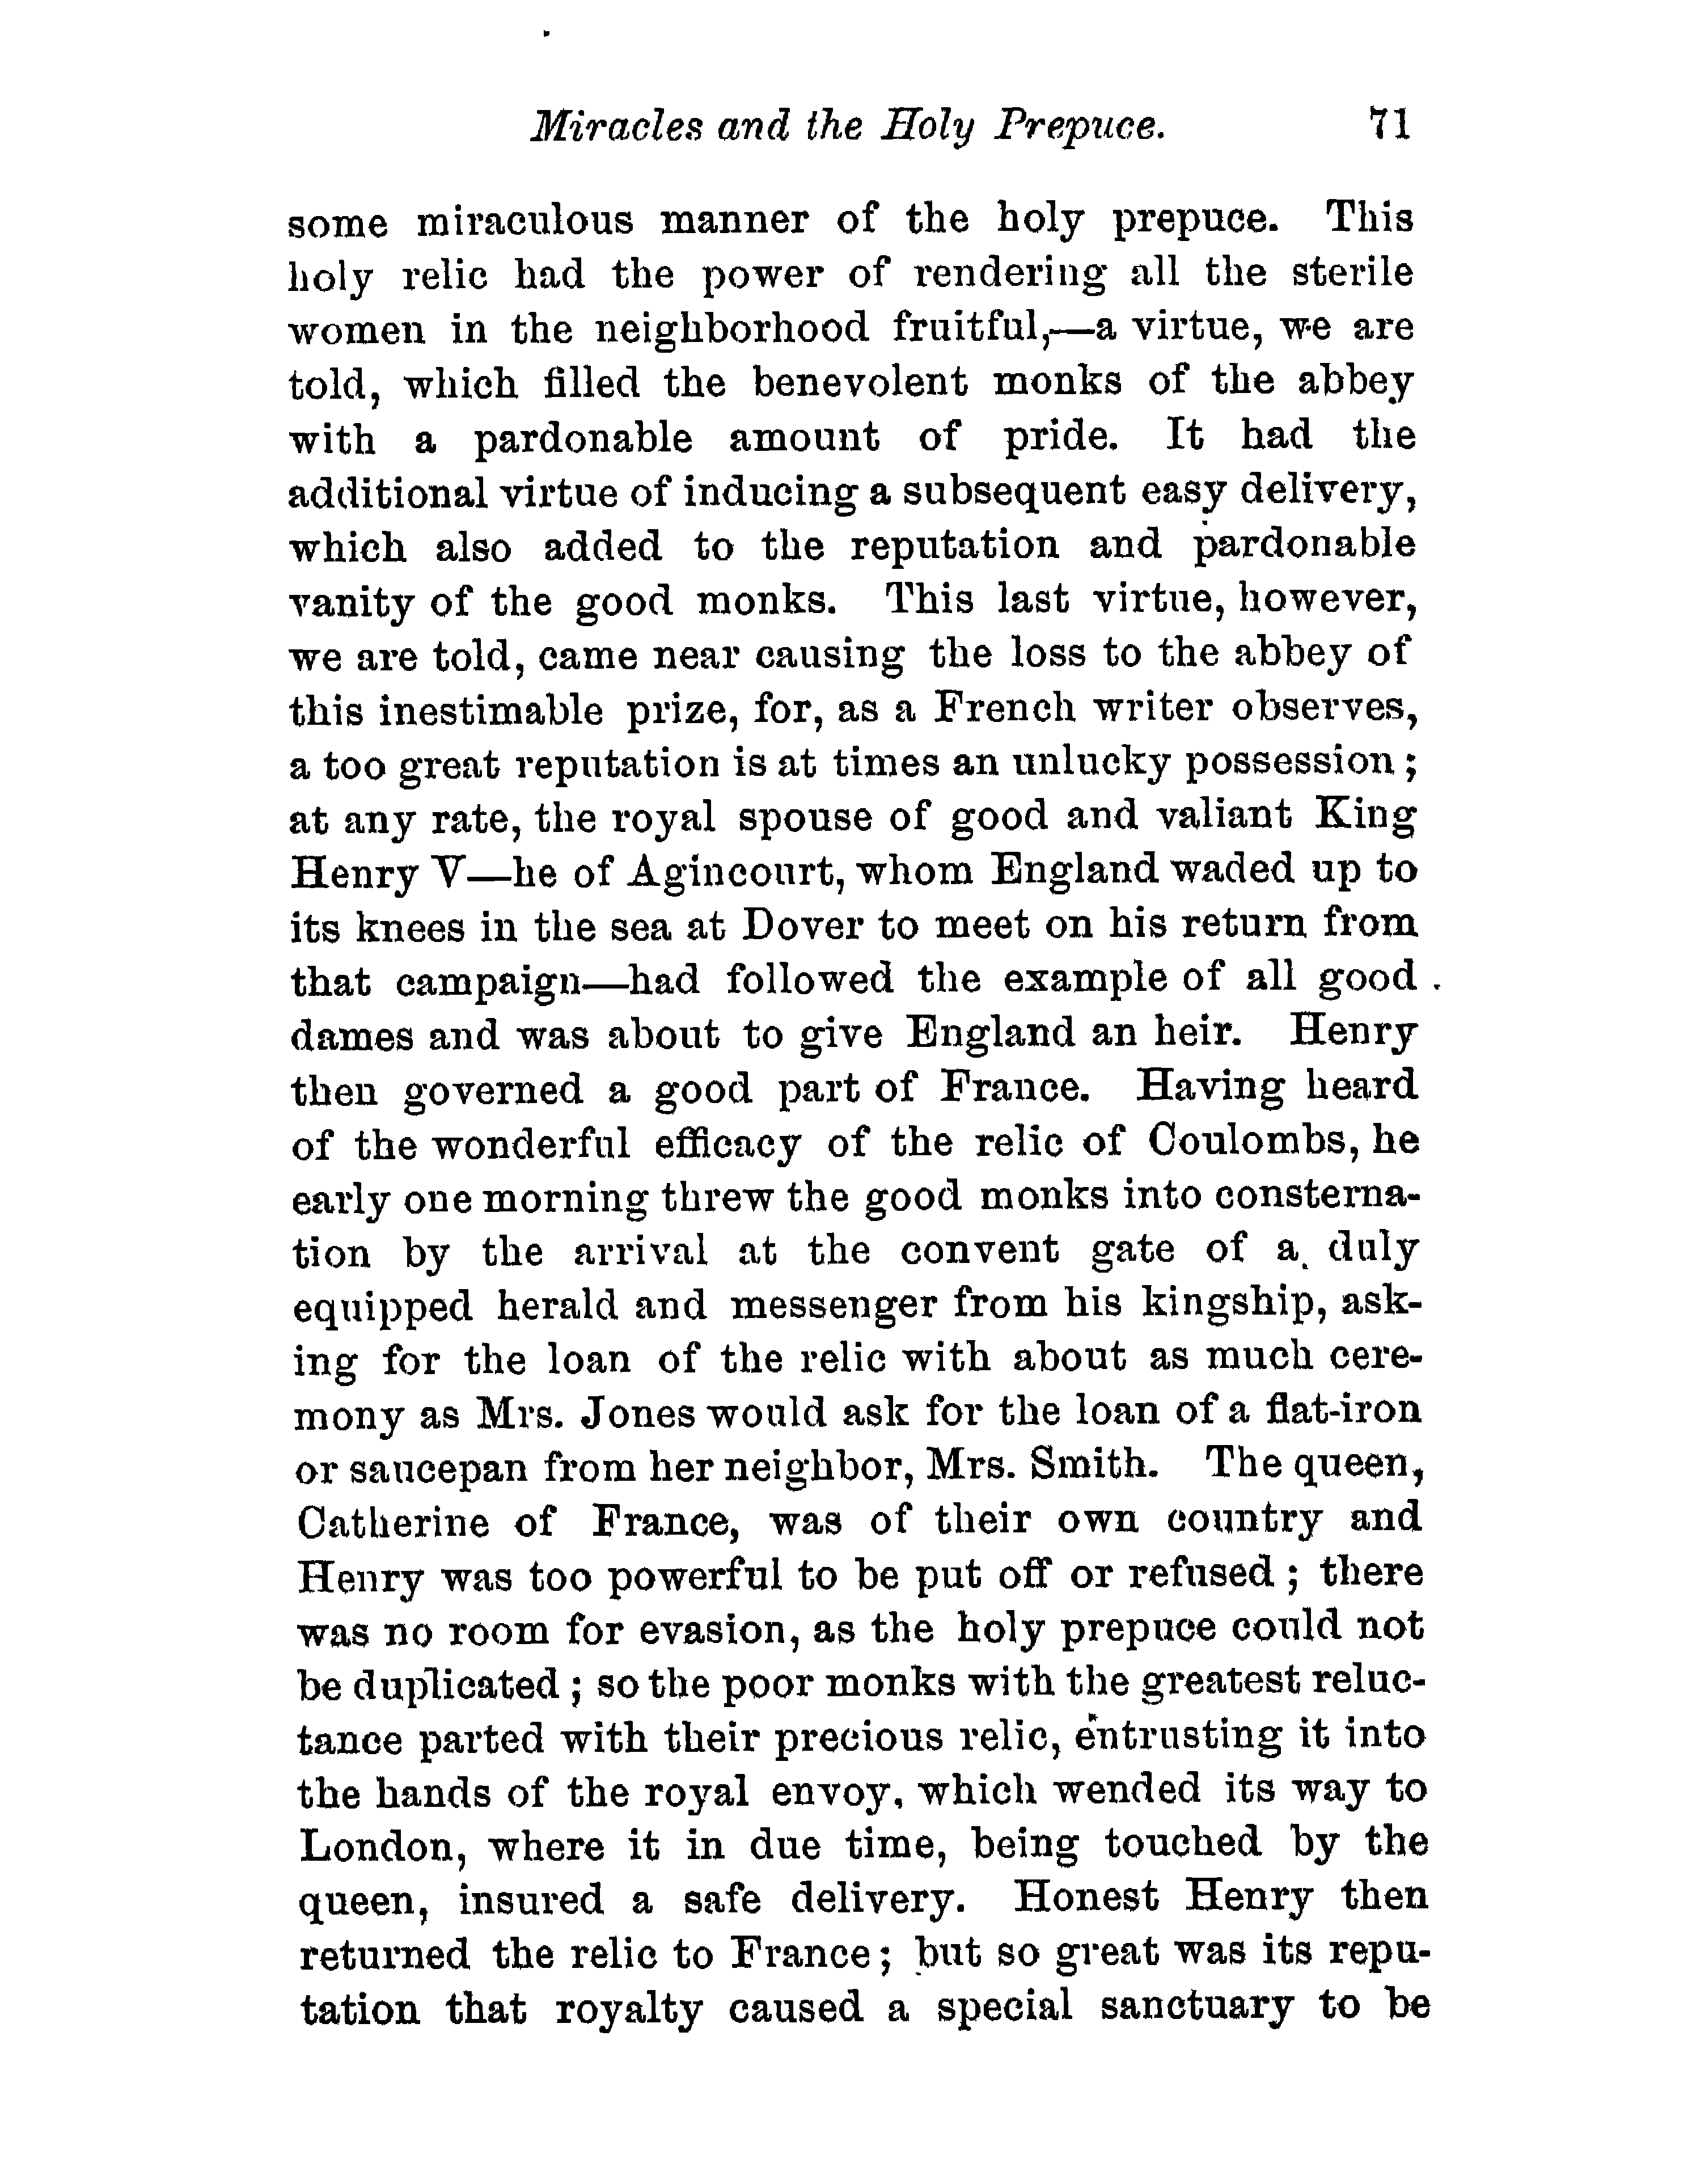 Miracles and the Holy Prepuce. 71
some miraculous manner of the holy prepuce. This
holy relic had the power of rendering all the sterile
women in the neighborhood fruitful,—a virtue, we are
told, which filled the benevolent monks of the abbey
with a pardonable amount of pride. It had the
additional virtue of inducing a subsequent easy delivery,
which also added to the reputation and pardonable
vanity of the good monks. This last virtue, however,
we are told, came near causing the loss to the abbey of
this inestimable prize, for, as a French writer observes,
a too great reputation is at times an unlucky possession ;
at any rate, the royal spouse of good and valiant King
Henry V—he of Agincourt, whom England waded up to
its knees in the sea at Dover to meet on his return from
that campaign—had followed the example of all good
dames and was about to give England an heir. Henry
then governed a good part of France. Having heard
of the wonderful efficacy of the relic of Coulombs, he
early one morning threw the good monks into consterna-
tion by the arrival at the convent gate of a duly
equipped herald and messenger from his kingship, ask-
ing for the loan of the relic with about as much cere-
mony as Mrs. Jones would ask for the loan of a flat-iron
or saucepan from her neighbor, Mrs. Smith. The queen,
Catherine of France, was of their own country and
Henry was too powerful to be put off or refused ; there
was no room for evasion, as the holy prepuce could not
be duplicated ; so the poor monks with the greatest reluc-
tance parted with their precious relic, entrusting it into
the hands of the royal envoy, which wended its way to
London, where it in due time, being touched by the
queen, insured a safe delivery. Honest Henry then
returned the relic to France ; but so great was its repu-
tation that royalty caused a special sanctuary to be